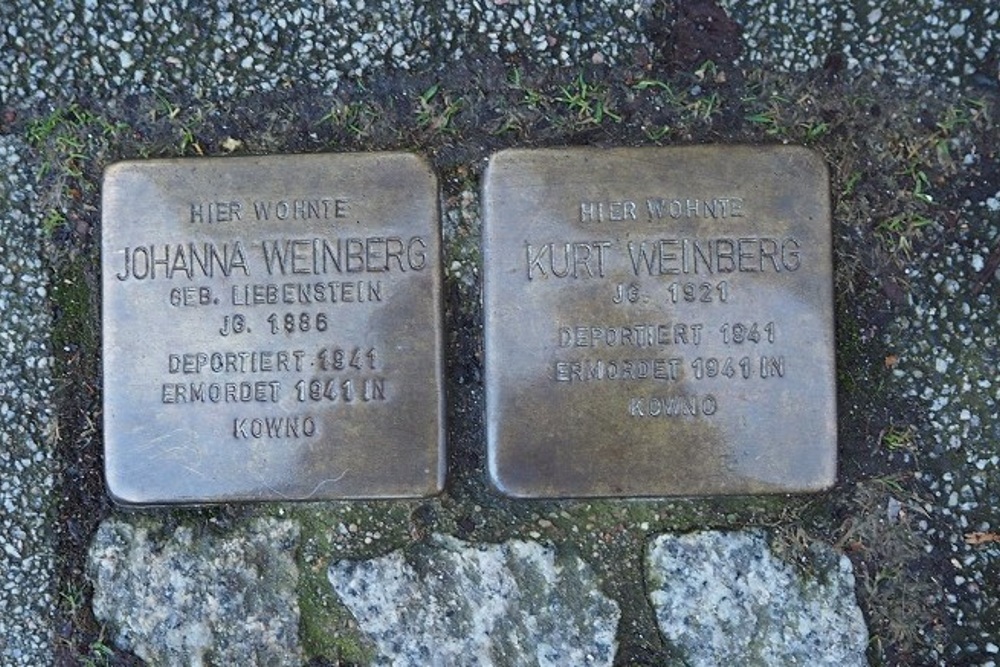 HIER WOHNTE
JOHANNA WEINBERG
GEB. LIEBENSTEIN
JG. 1886
DEPORTIERT 1941
ERMORDET 1941 IN
KOWNO
HIER WOHNTE
KURT WEINBERG
JG. 1921
DEPORTIERT 1941
ERMORDET 1941 IN
KOWNO